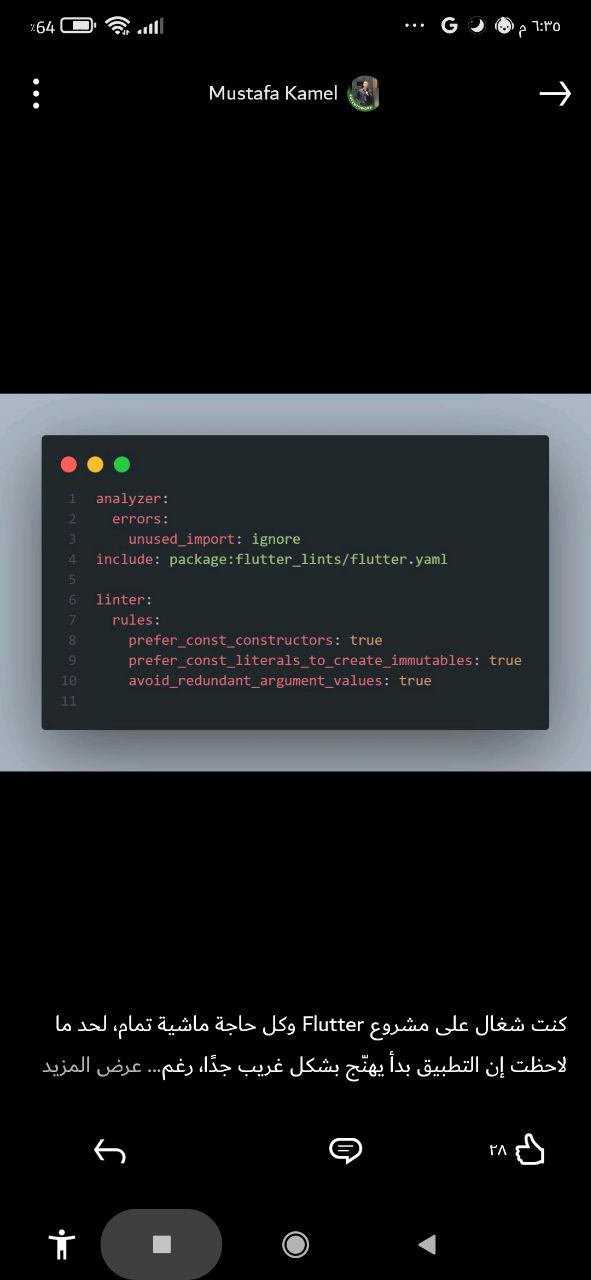 ٪64
... G ٦:٣٥ م
Mustafa Kamel
1 analyzer:
2   errors:
3     unused_import: ignore
4 include: package:flutter_lints/flutter.yaml
5
6 linter:
7   rules:
8     prefer_const_constructors: true
9     prefer_const_literals_to_create_immutables: true
10     avoid_redundant_argument_values: true
11
كنت شغال على مشروع Flutter وكل حاجة ماشية تمام، لحد ما
لاحظت إن التطبيق بدأ يهنّج بشكل غريب جدًا، رغم... عرض المزيد
٢٨